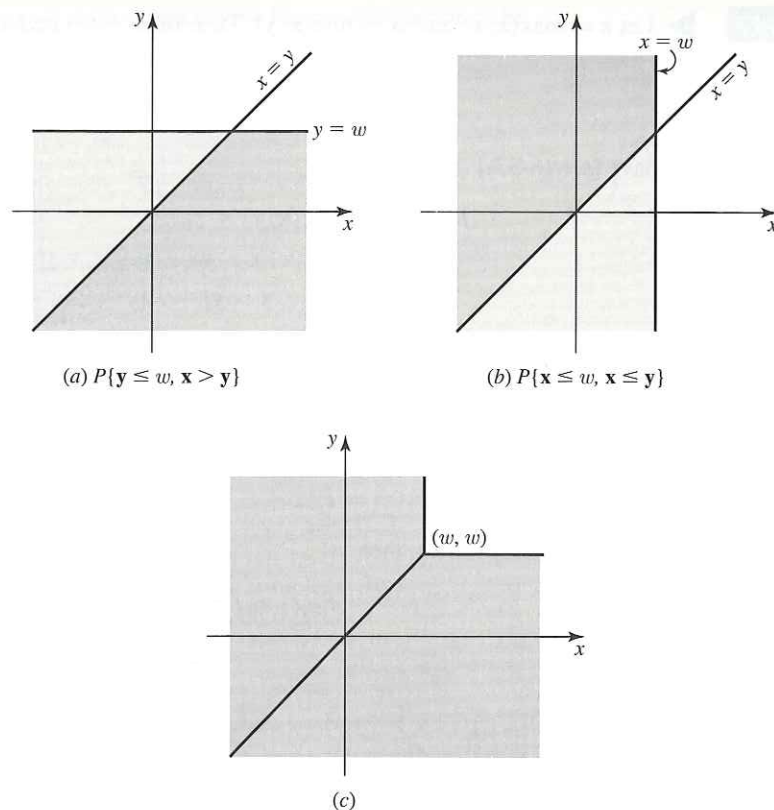 y
x = y
y = w
x
(a) P{y ≤ w, x > y}
y
x = w
x = y
x
(b) P{x ≤ w, x ≤ y}
y
(w, w)
x
(c)